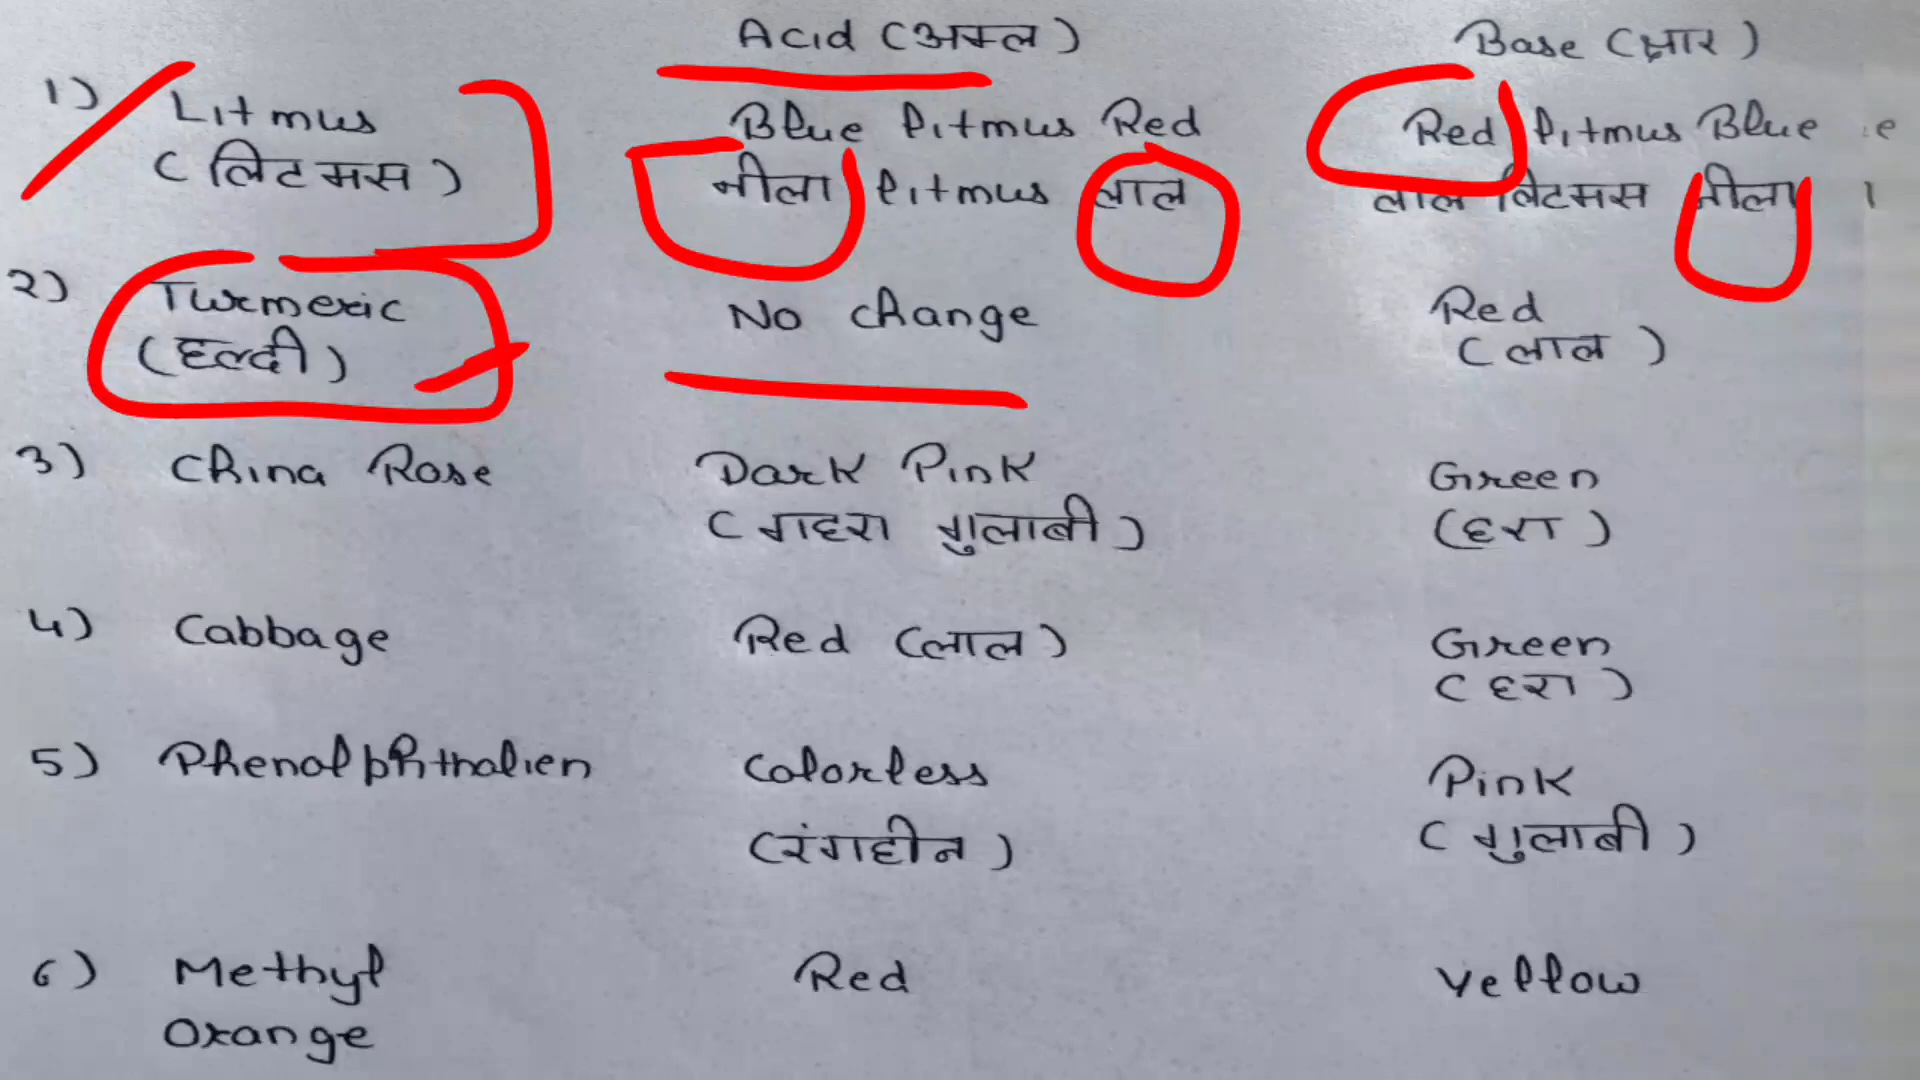 Acid (अम्ल)
Base (क्षार)
1) Litmus
Blue litmus Red
Red litmus Blue e
(लिटमस)
नीला litmus लाल
लाल लिटमस नीला ।
2) Turmeric
No change
Red
(हल्दी)
(लाल)
3) China Rose
Dark Pink
Green
(गहरा गुलाबी)
(हरा)
4) Cabbage
Red (लाल)
Green
(हरा)
5) Phenolphthalien
Colorless
Pink
(रंगहीन)
(गुलाबी)
6) Methyl
Red
Yellow
Orange